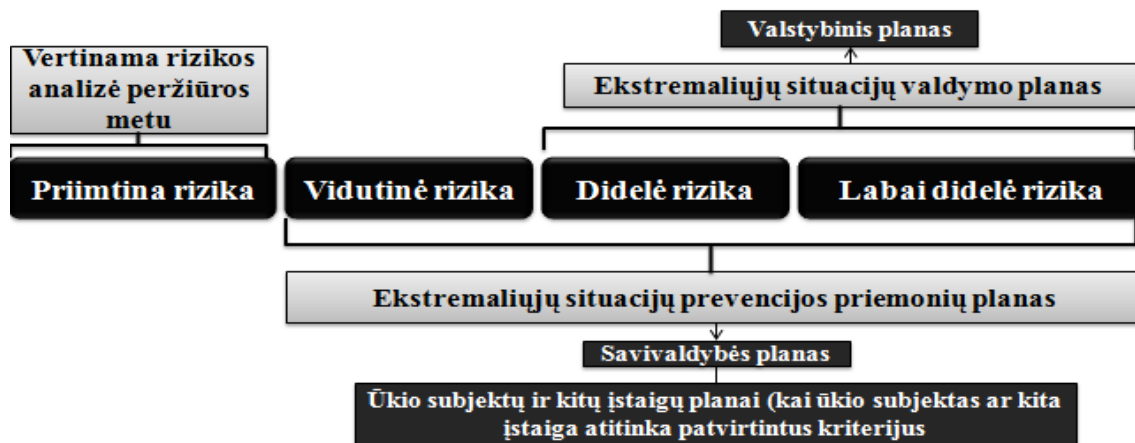 Valstybinis planas
Vertinama rizikos
analizė peržiūros
metu
Ekstremaliųjų situacijų valdymo planas
Priimtina rizika
Vidutinė rizika
Didelė rizika
Labai didelė rizika
Ekstremaliųjų situacijų prevencijos priemonių planas
Savivaldybės planas
Ūkio subjektų ir kitų įstaigų planai (kai ūkio subjektas ar kita
įstaiga atitinka patvirtintus kriterijus